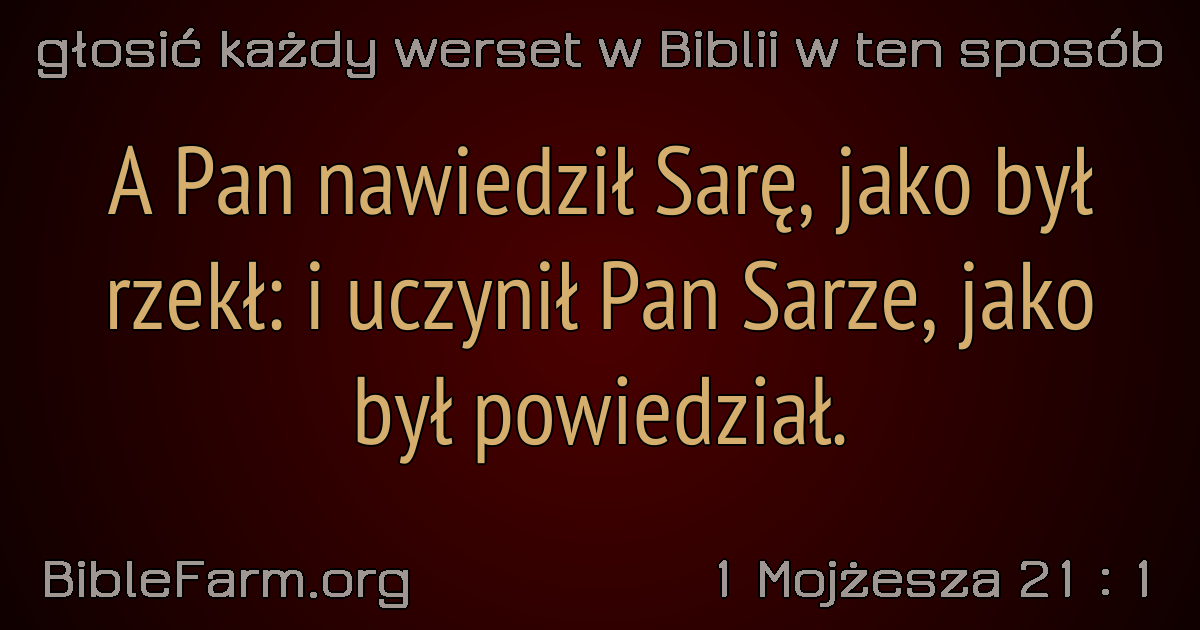 głosić każdy werset w Biblii w ten sposób
A Pan nawiedził Sarę, jako był
rzekł: i uczynił Pan Sarze, jako
był powiedział.
BibleFarm.org
1 Mojżesza 21 : 1